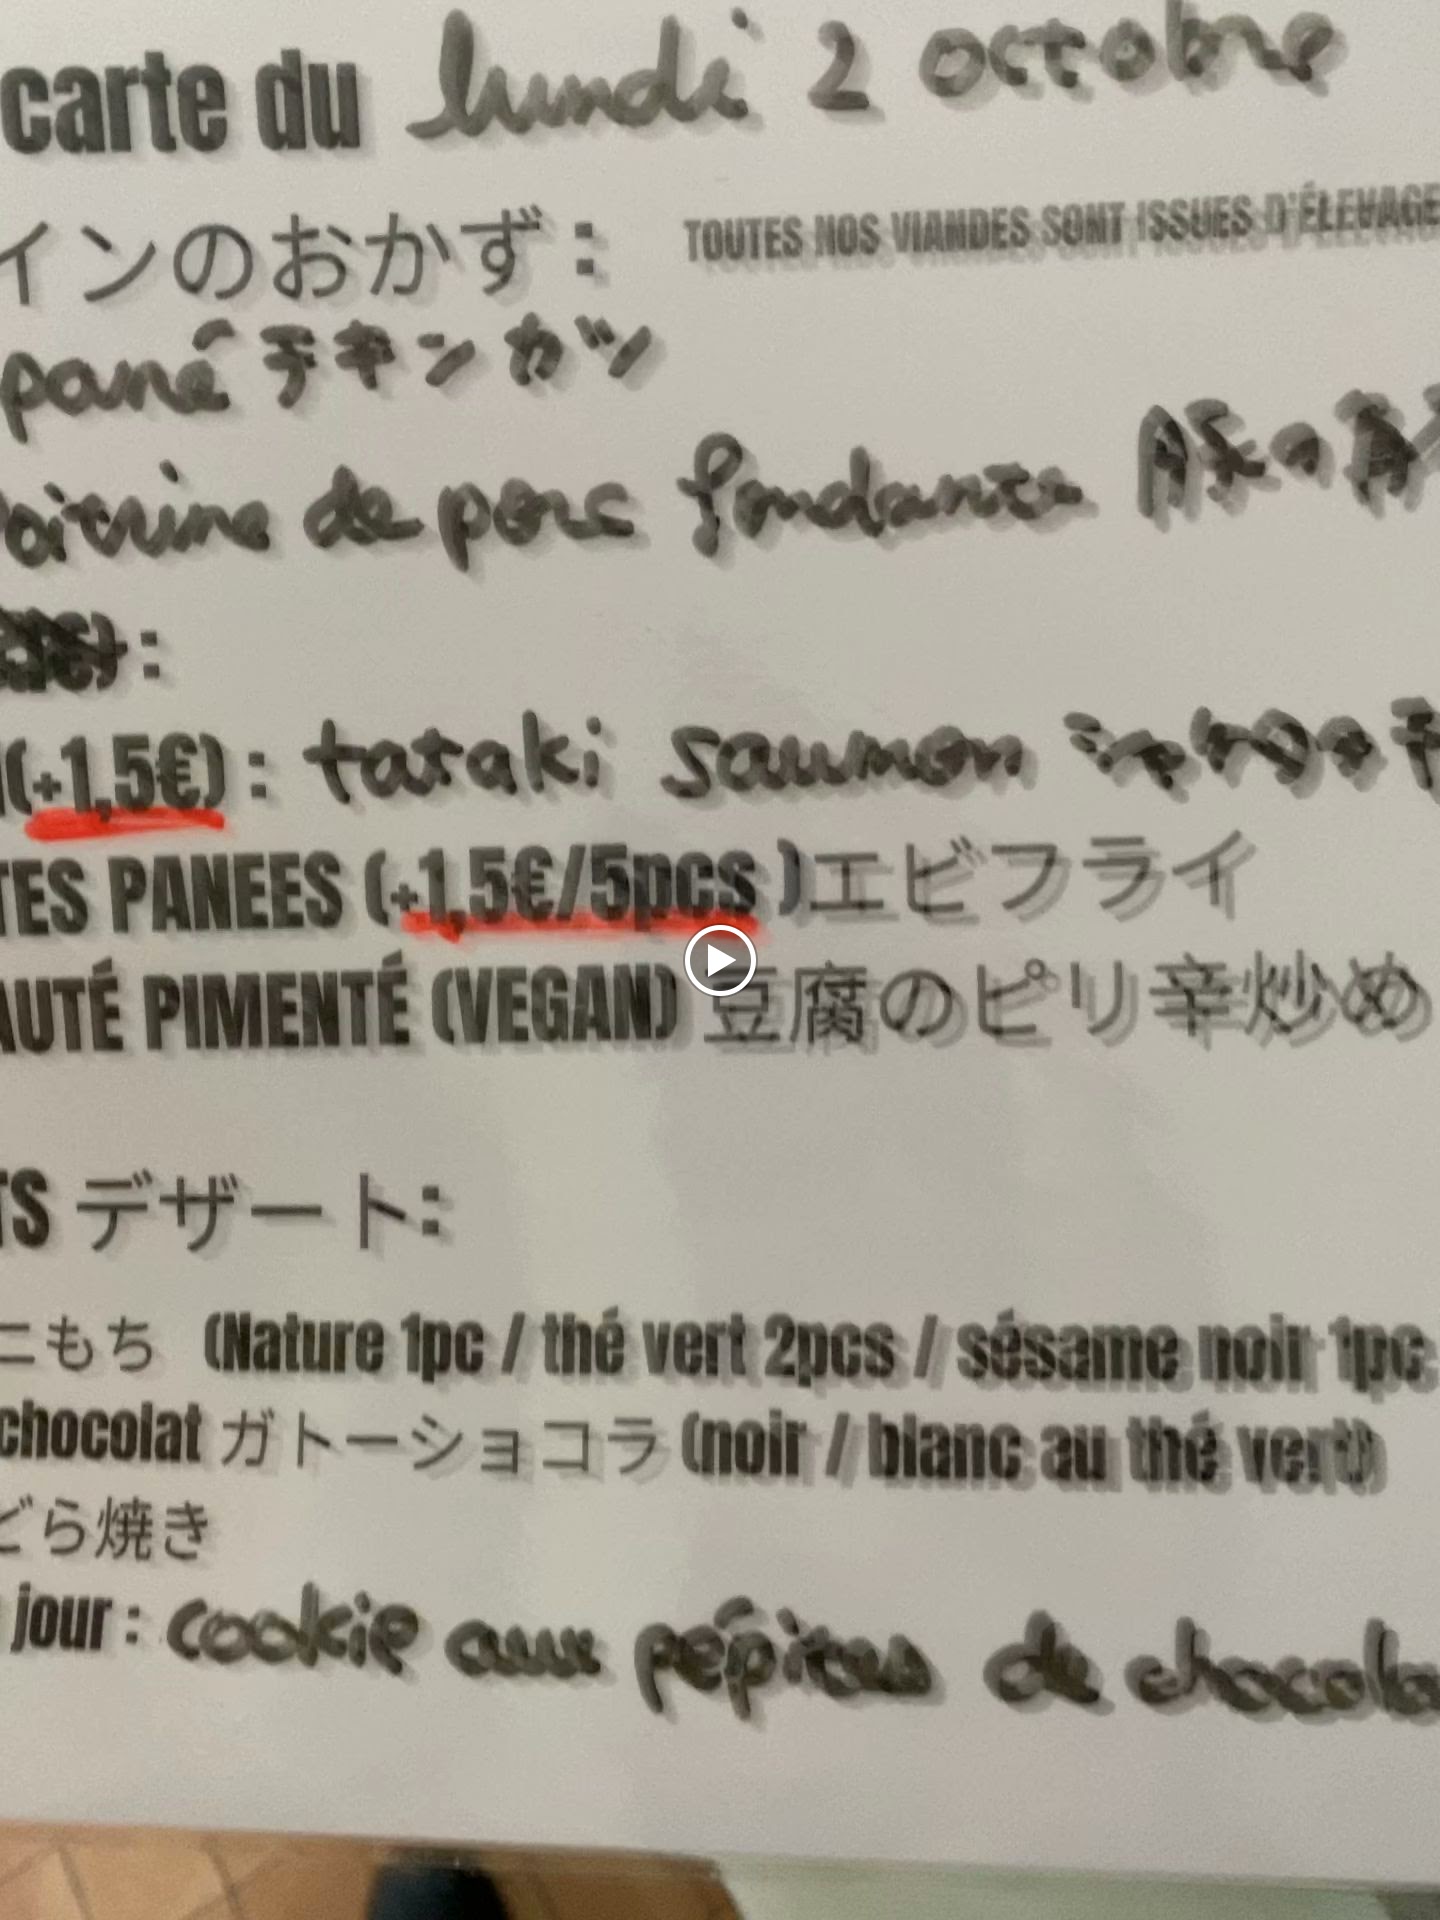 carte du lundi 2 octobre
インのおかず :
TOUTES NOS VIANDES SONT ISSUES D'ÉLEVAGE
pané チキンカツ
oitrine de porc fondante 豚の角
(+1,5€) : tataki saumon
TES PANEES (+1,5€/5pcs )エビフライ
AUTÉ PIMENTÉ (VEGAN) 豆腐のピリ辛炒め
TS デザート:
こもち (Nature 1pc / thé vert 2pcs / sésame noir 1pc
chocolat ガトーショコラ (noir / blanc au thé vert)
どら焼き
jour : cookie aux pépites de chocola